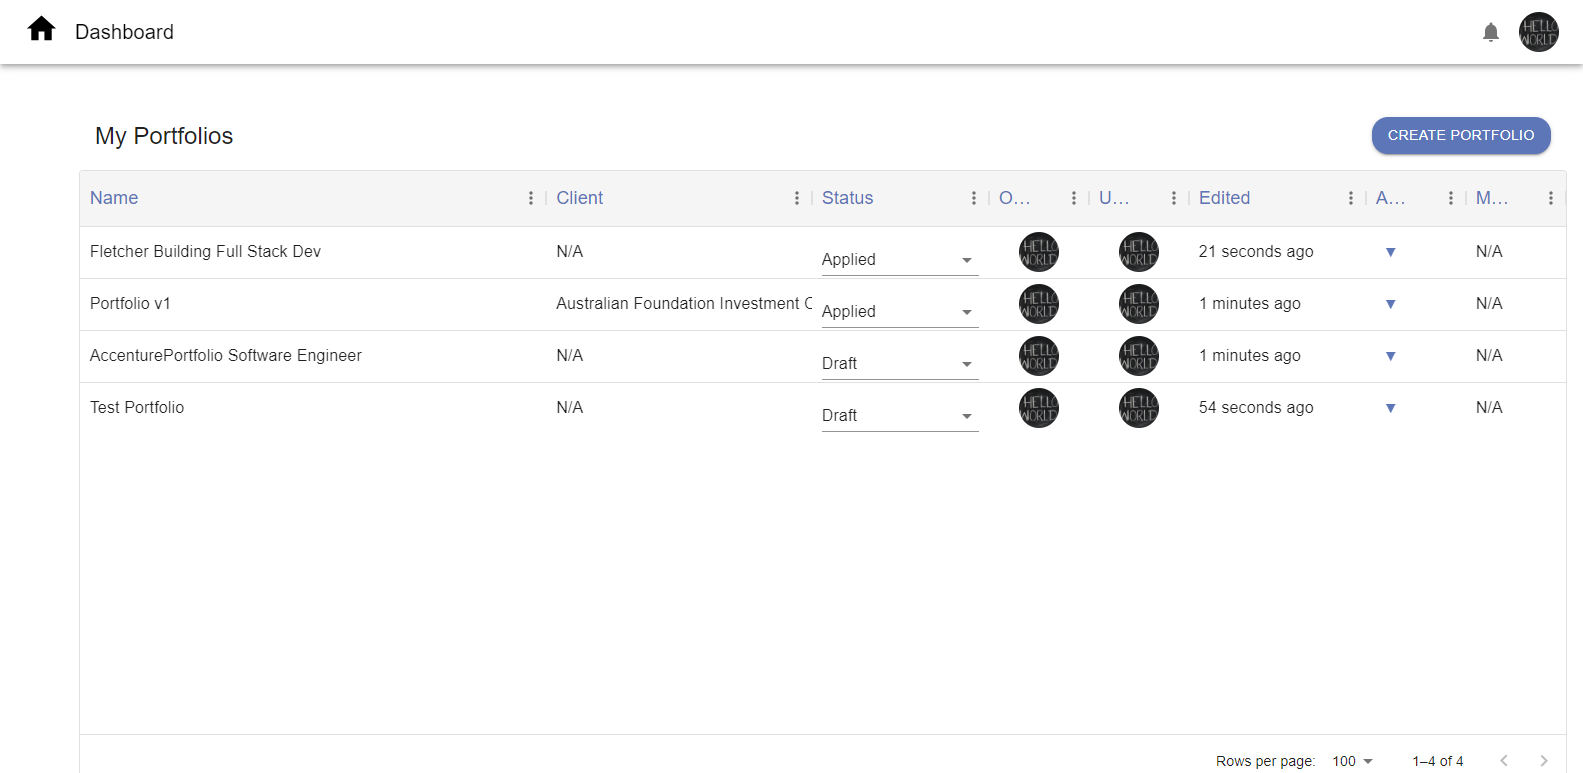 Dashboard
HELLO WORLD
My Portfolios
CREATE PORTFOLIO
Name Client Status O... U... Edited A... M...
Fletcher Building Full Stack Dev N/A Applied HELLO WORLD HELLO WORLD 21 seconds ago N/A
Portfolio v1 Australian Foundation Investment C Applied HELLO WORLD HELLO WORLD 1 minutes ago N/A
AccenturePortfolio Software Engineer N/A Draft HELLO WORLD HELLO WORLD 1 minutes ago N/A
Test Portfolio N/A Draft HELLO WORLD HELLO WORLD 54 seconds ago N/A
Rows per page: 100 1–4 of 4